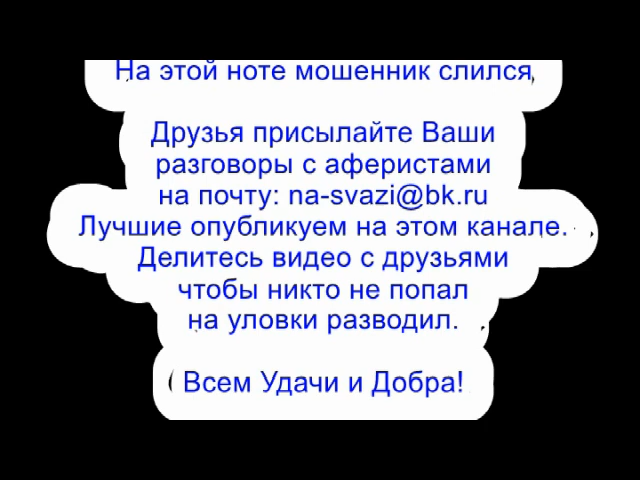 На этой ноте мошенник слился
Друзья присылайте Ваши
разговоры с аферистами
на почту: na-svazi@bk.ru
Лучшие опубликуем на этом канале.
Делитесь видео с друзьями
чтобы никто не попал
на уловки разводил.
Всем Удачи и Добра!